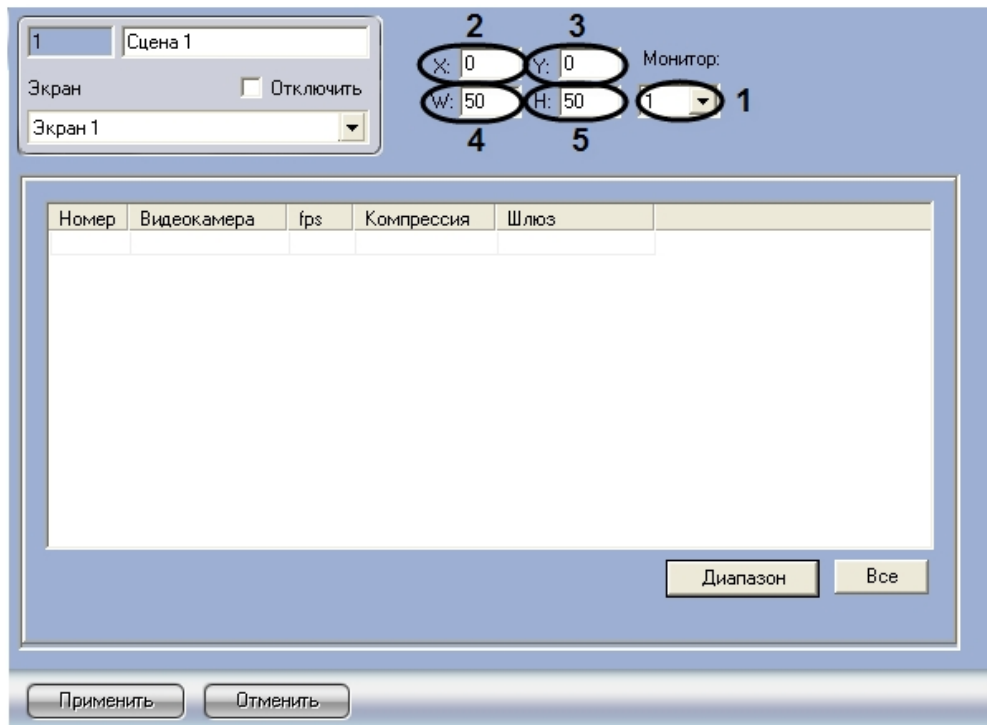 1 Сцена 1
Экран Отключить
Экран 1
2 3
X: 0 Y: 0 Монитор:
W: 50 H: 50 1 1
4 5
Номер Видеокамера fps Компрессия Шлюз
Диапазон Все
Применить Отменить